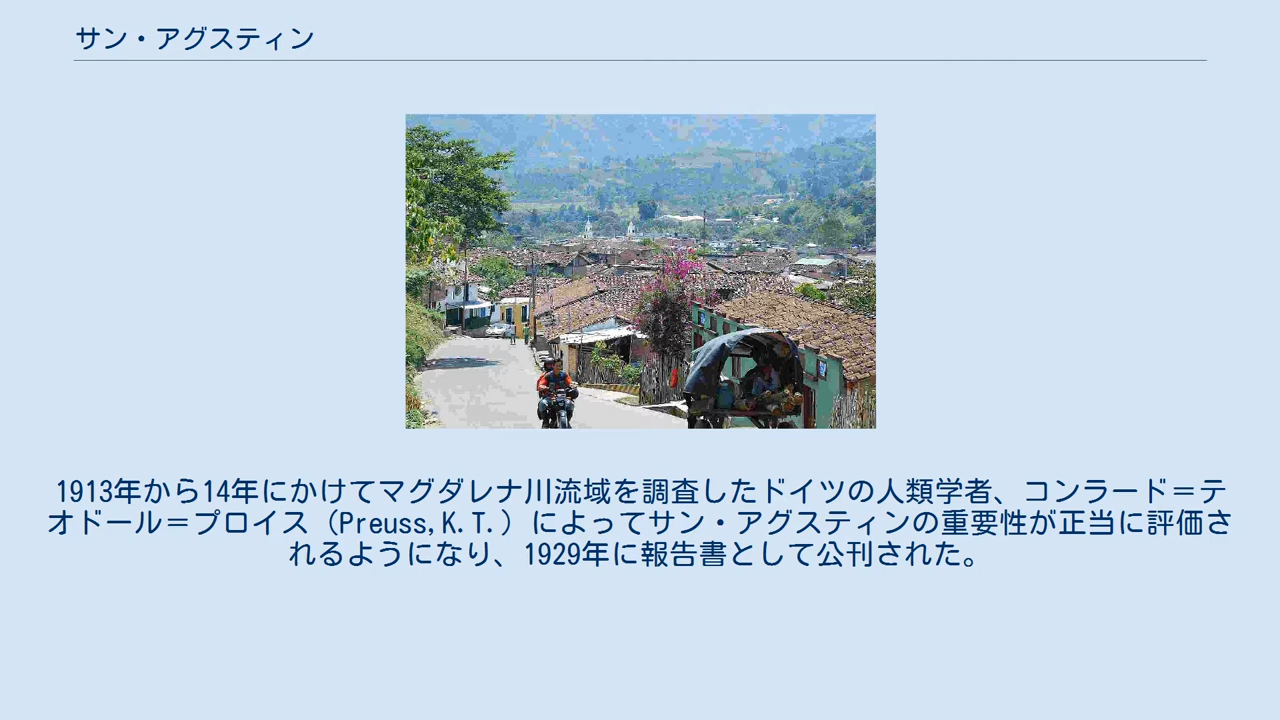 サン・アグスティン
1913年から14年にかけてマグダレナ川流域を調査したドイツの人類学者、コンラード＝テ
オドール＝プロイス（Preuss,K.T.）によってサン・アグスティンの重要性が正当に評価さ
れるようになり、1929年に報告書として公刊された。